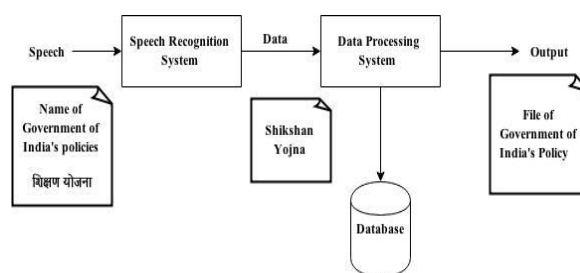 Speech
Speech Recognition
System
Data
Data Processing
System
Output
Name of
Government of
India's policies
शिक्षण योजना
Shikshan
Yojna
File of
Government of
India's Policy
Database